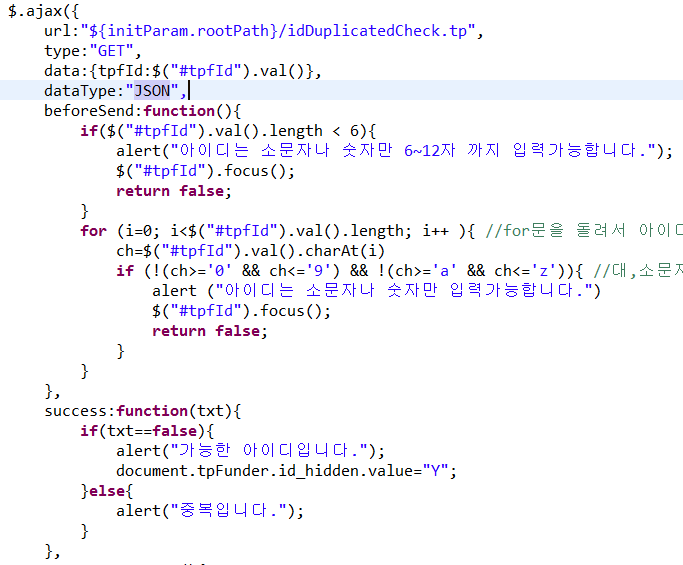 $.ajax({
url:"${initParam.rootPath}/idDuplicatedCheck.tp",
type:"GET",
data:{tpfId:$("#tpfId").val()},
dataType:"JSON",
beforeSend:function(){
if($("#tpfId").val().length < 6){
alert("아이디는 소문자나 숫자만 6~12자 까지 입력가능합니다.");
$("#tpfId").focus();
return false;
}
for (i=0; i<$("#tpfId").val().length; i++ ){ //for문을 돌려서 아이디
ch=$("#tpfId").val().charAt(i)
if (!(ch>='0' && ch<='9') && !(ch>='a' && ch<='z')){ //대,소문자
alert ("아이디는 소문자나 숫자만 입력가능합니다.")
$("#tpfId").focus();
return false;
}
}
},
success:function(txt){
if(txt==false){
alert("가능한 아이디입니다.");
document.tpFunder.id_hidden.value="Y";
}else{
alert("중복입니다.");
}
},